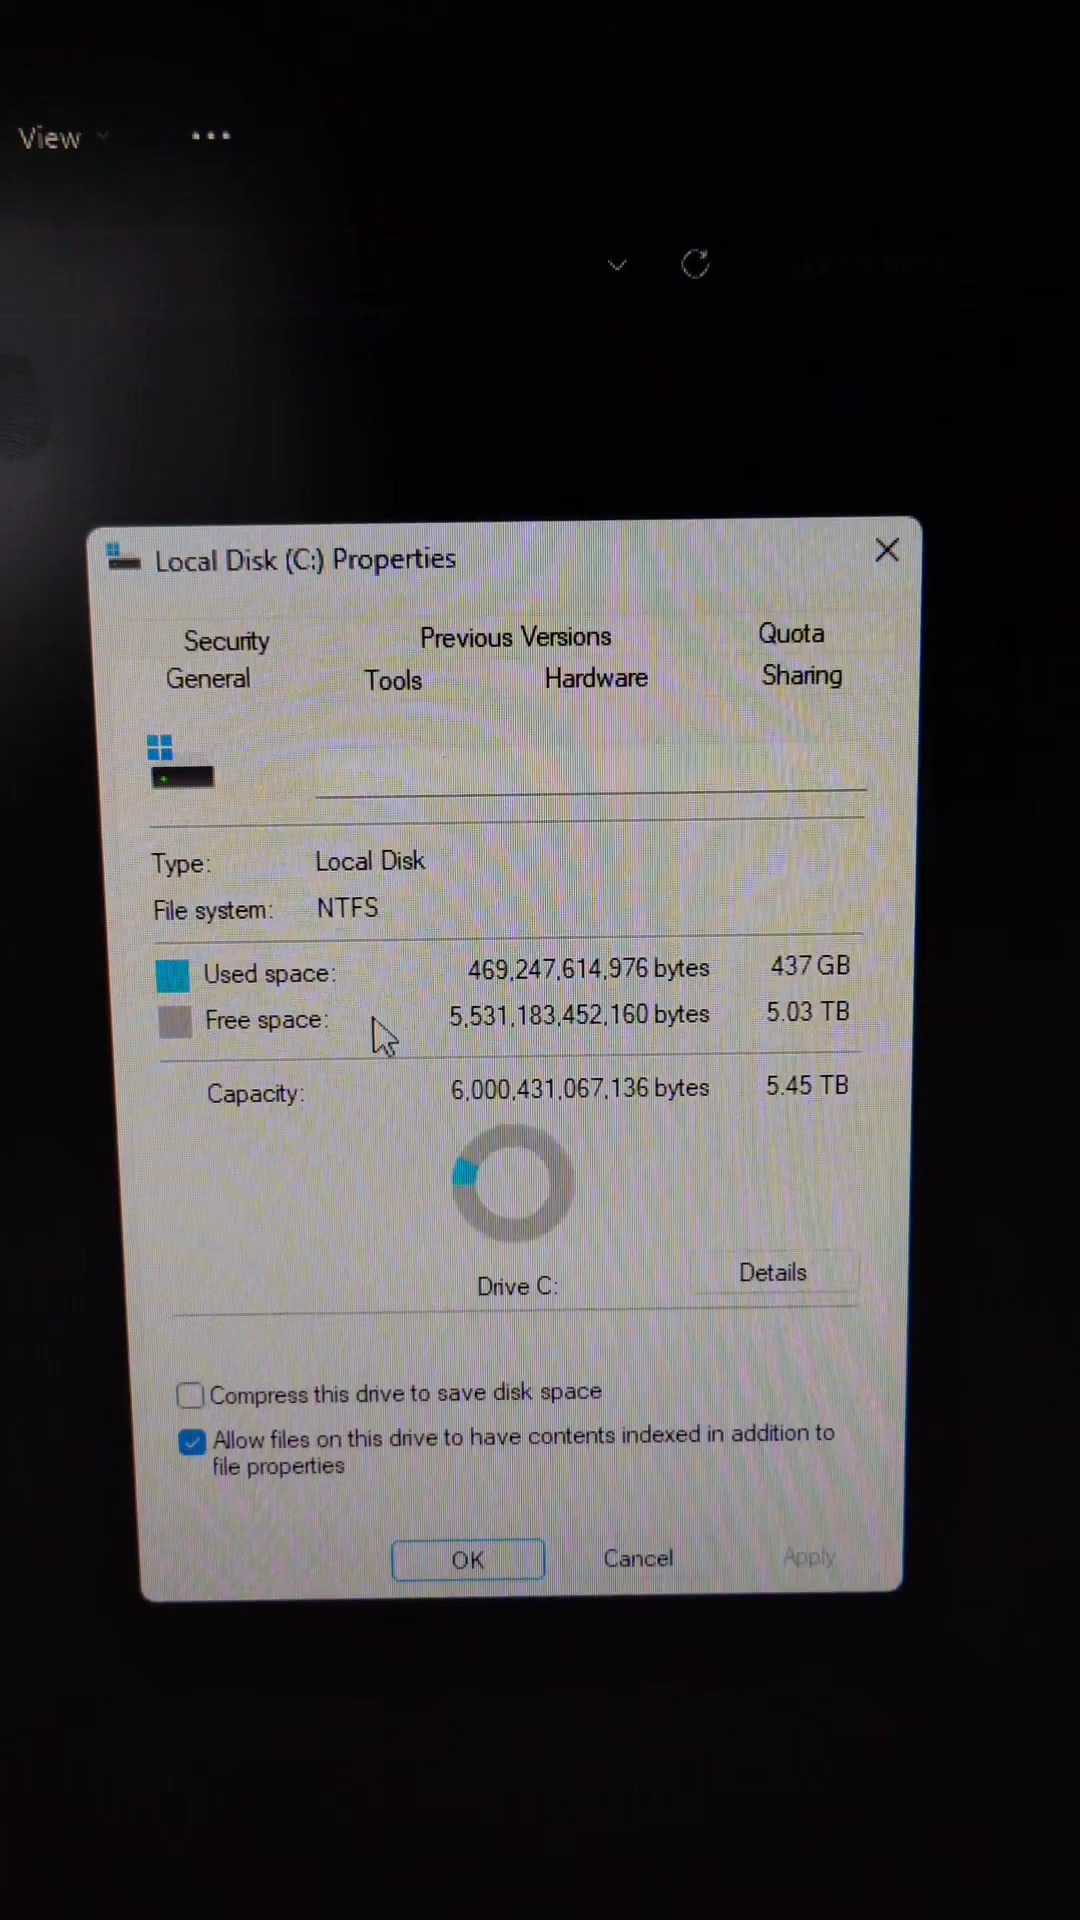 View
...
Local Disk (C:) Properties
Security Previous Versions Quota
General Tools Hardware Sharing
Type: Local Disk
File system: NTFS
Used space: 469,247,614,976 bytes 437 GB
Free space: 5,531,183,452,160 bytes 5.03 TB
Capacity: 6,000,431,067,136 bytes 5.45 TB
Drive C:
Details
Compress this drive to save disk space
Allow files on this drive to have contents indexed in addition to
file properties
OK Cancel Apply